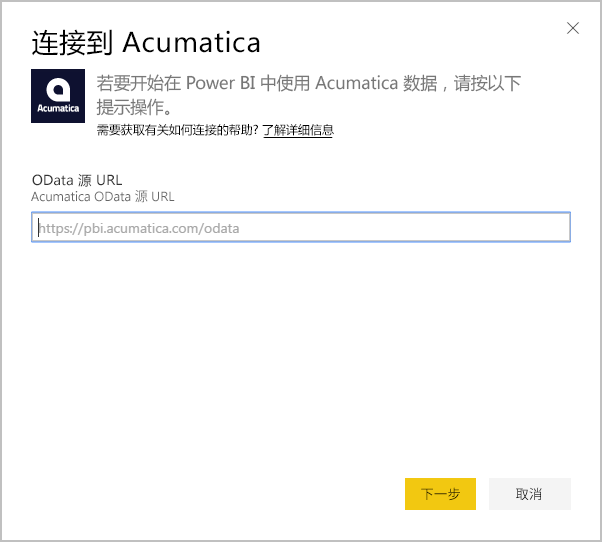 连接到 Acumatica
若要开始在 Power BI 中使用 Acumatica 数据，请按以下
提示操作。
Acumatica
需要获取有关如何连接的帮助? 了解详细信息
OData 源 URL
Acumatica OData 源 URL
https://pbi.acumatica.com/odata
下一步
取消